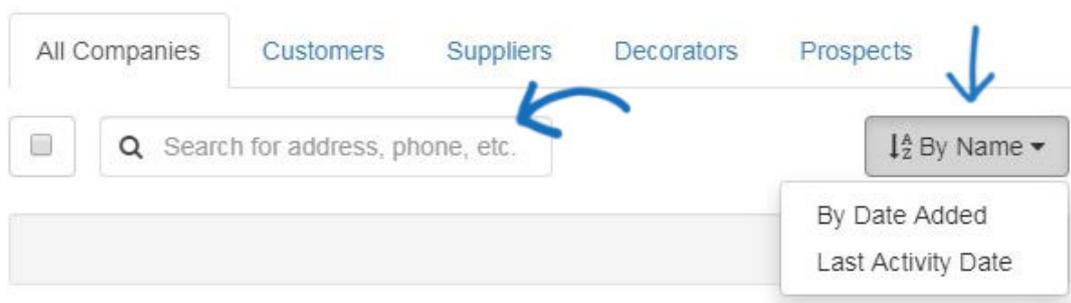 All Companies Customers Suppliers Decorators Prospects
Search for address, phone, etc. By Name
By Date Added
Last Activity Date